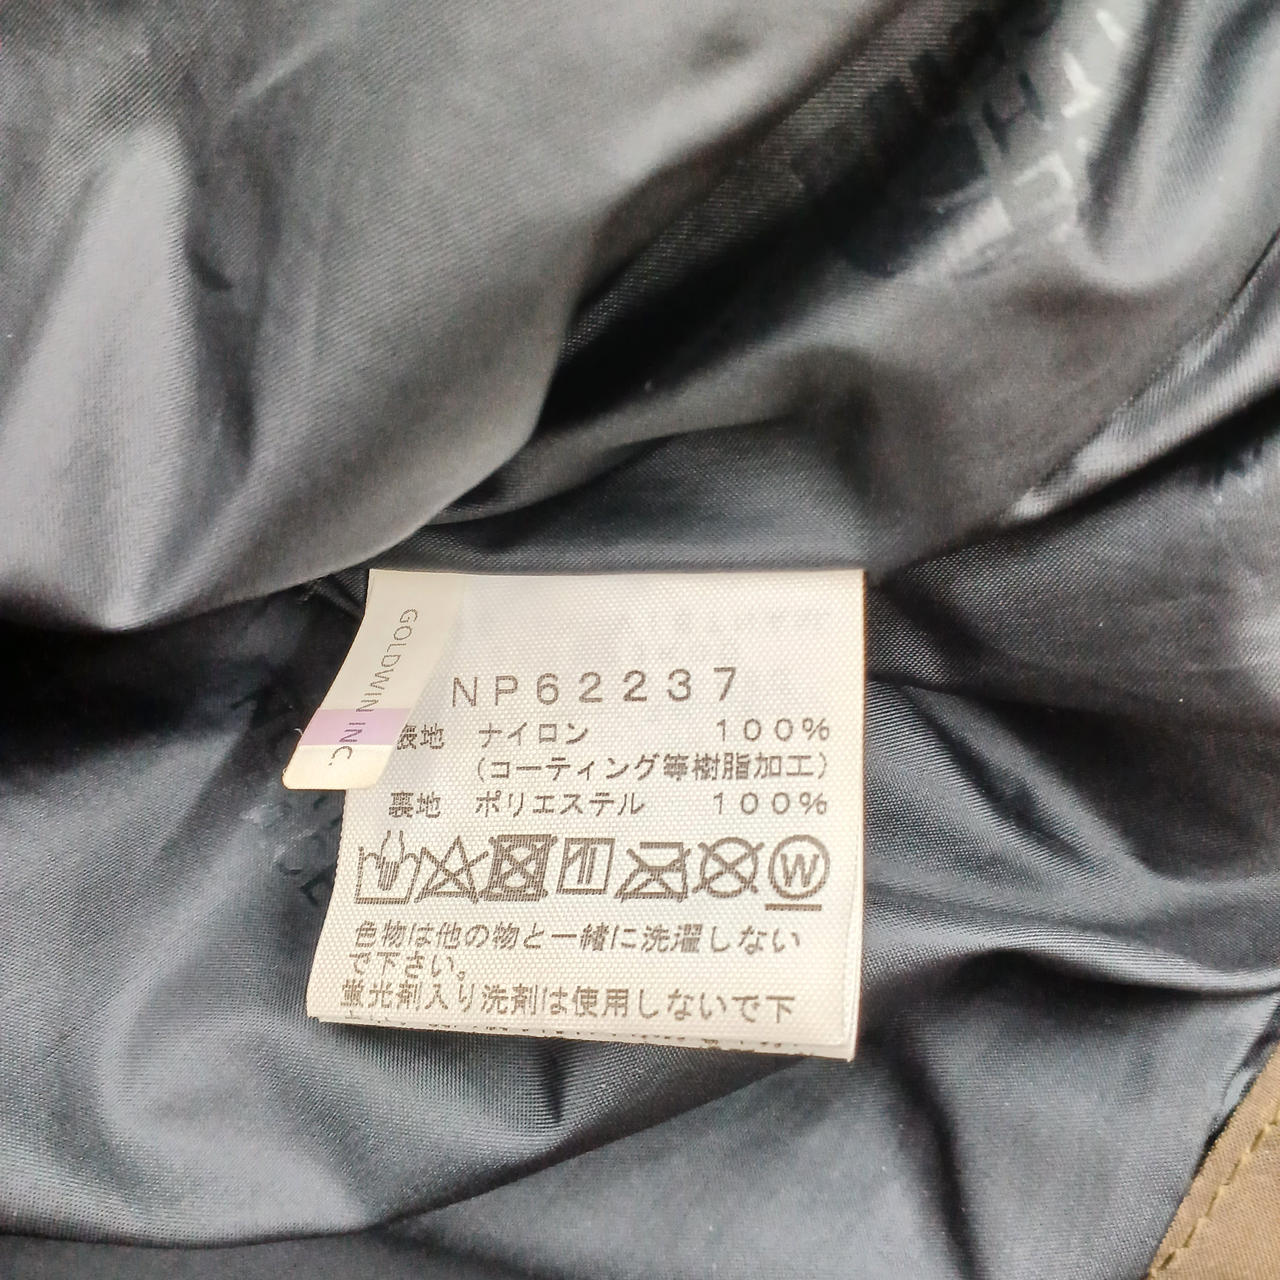 GOLDWIN INC.
NP62237
表地 ナイロン 100%
(コーティング等樹脂加工)
裏地 ポリエステル 100%
W
色物は他の物と一緒に洗濯しない
で下さい。
蛍光剤入り洗剤は使用しないで下